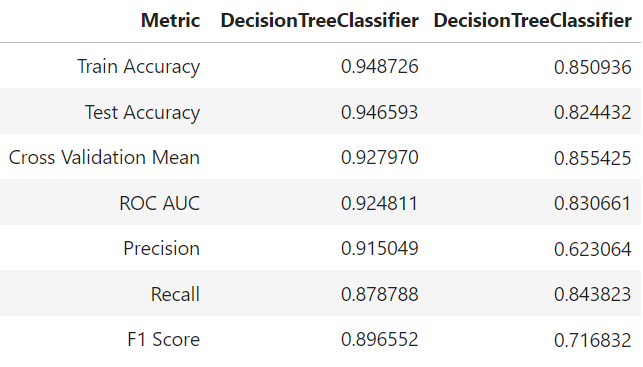 Metric DecisionTreeClassifier DecisionTreeClassifier
Train Accuracy 0.948726 0.850936
Test Accuracy 0.946593 0.824432
Cross Validation Mean 0.927970 0.855425
ROC AUC 0.924811 0.830661
Precision 0.915049 0.623064
Recall 0.878788 0.843823
F1 Score 0.896552 0.716832